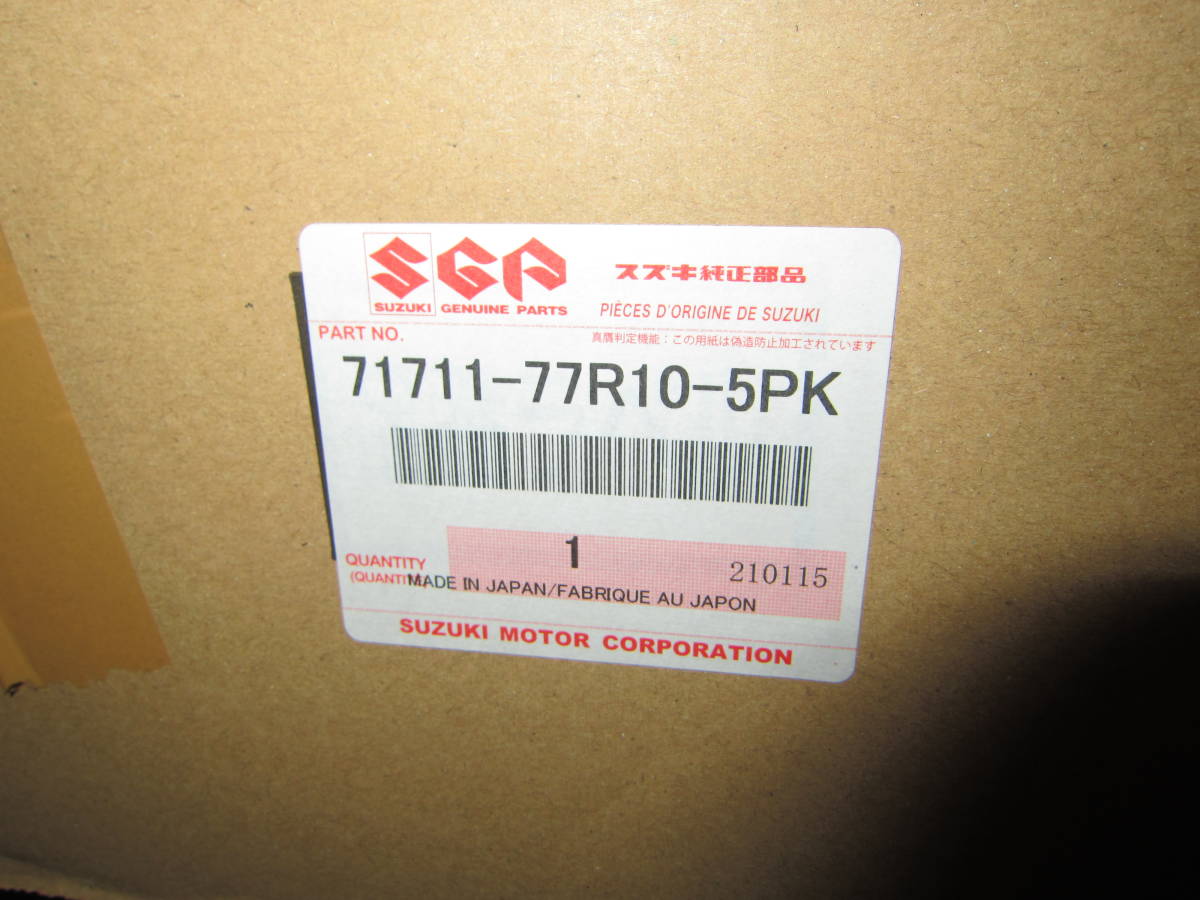 SGP
スズキ純正部品
SUZUKI GENUINE PARTS
PIÈCES D'ORIGINE DE SUZUKI
PART NO.
真贋判定機能：この用紙は偽造防止加工されています
71711-77R10-5PK
QUANTITY
1
210115
(QUANTITÉ)
MADE IN JAPAN/FABRIQUE AU JAPON
SUZUKI MOTOR CORPORATION